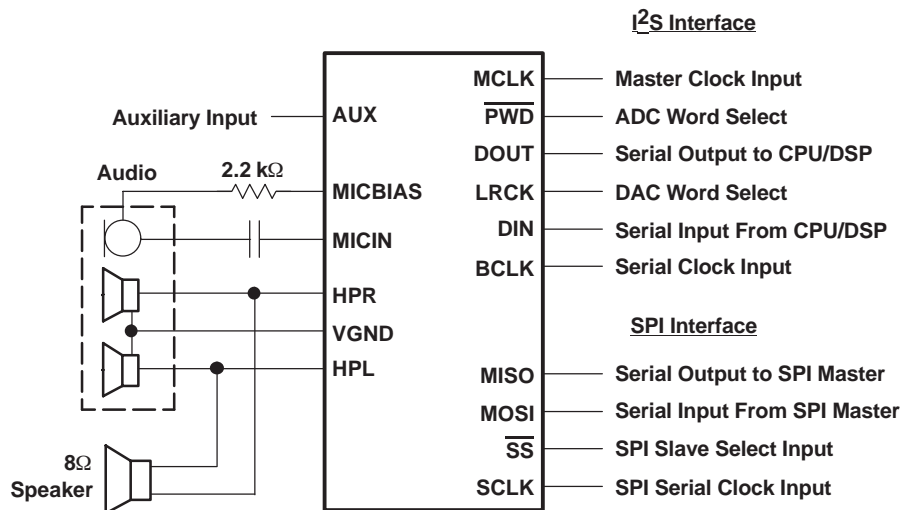 I2S Interface
MCLK Master Clock Input
Auxiliary Input AUX PWD ADC Word Select
DOUT Serial Output to CPU/DSP
Audio 2.2 kΩ
MICBIAS LRCK DAC Word Select
MICIN DIN Serial Input From CPU/DSP
BCLK Serial Clock Input
HPR
VGND SPI Interface
HPL MISO Serial Output to SPI Master
MOSI Serial Input From SPI Master
SS SPI Slave Select Input
8Ω
Speaker SCLK SPI Serial Clock Input